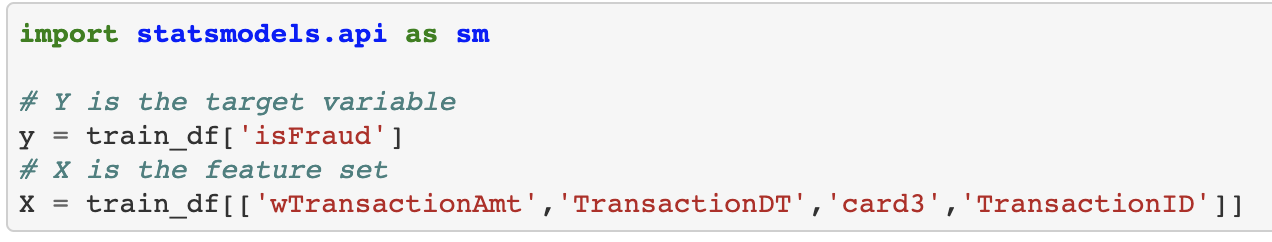 import statsmodels.api as sm
# Y is the target variable
y = train_df['isFraud']
# X is the feature set
X = train_df[['wTransactionAmt','TransactionDT','card3','TransactionID']]